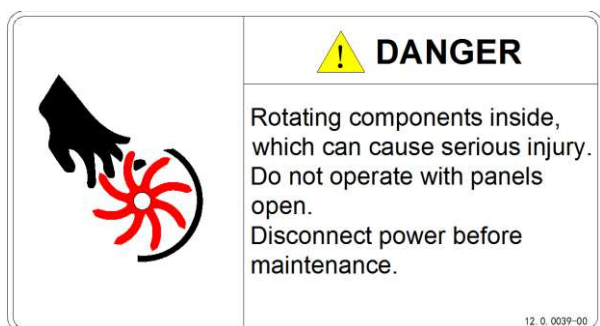 DANGER
Rotating components inside,
which can cause serious injury.
Do not operate with panels
open.
Disconnect power before
maintenance.
12. 0. 0039-00